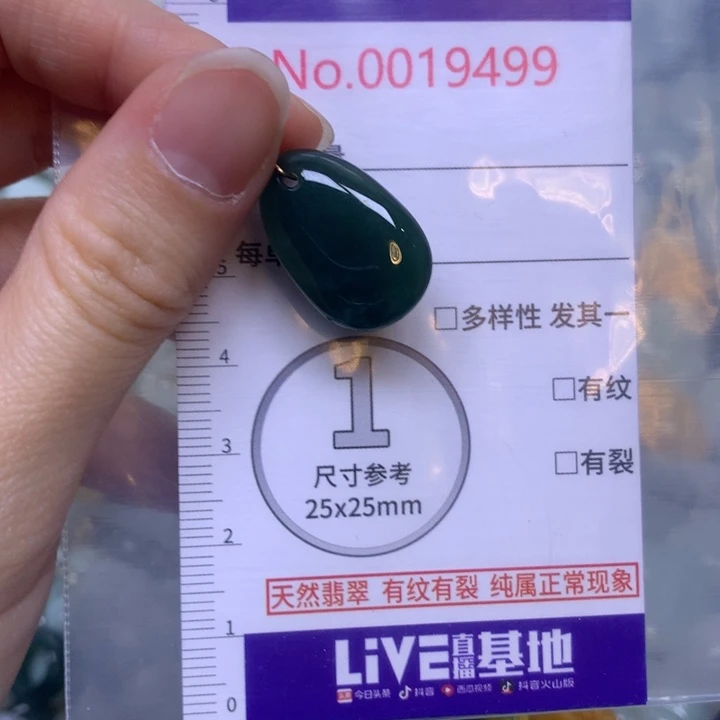 No.0019499
每
5
□多样性 发其一
4
1
□有纹
3
尺寸参考
□有裂
25x25mm
2
天然翡翠 有纹有裂 纯属正常现象
1
LiVE直播基地
今日头条 抖音 西瓜视频 抖音火山版
0